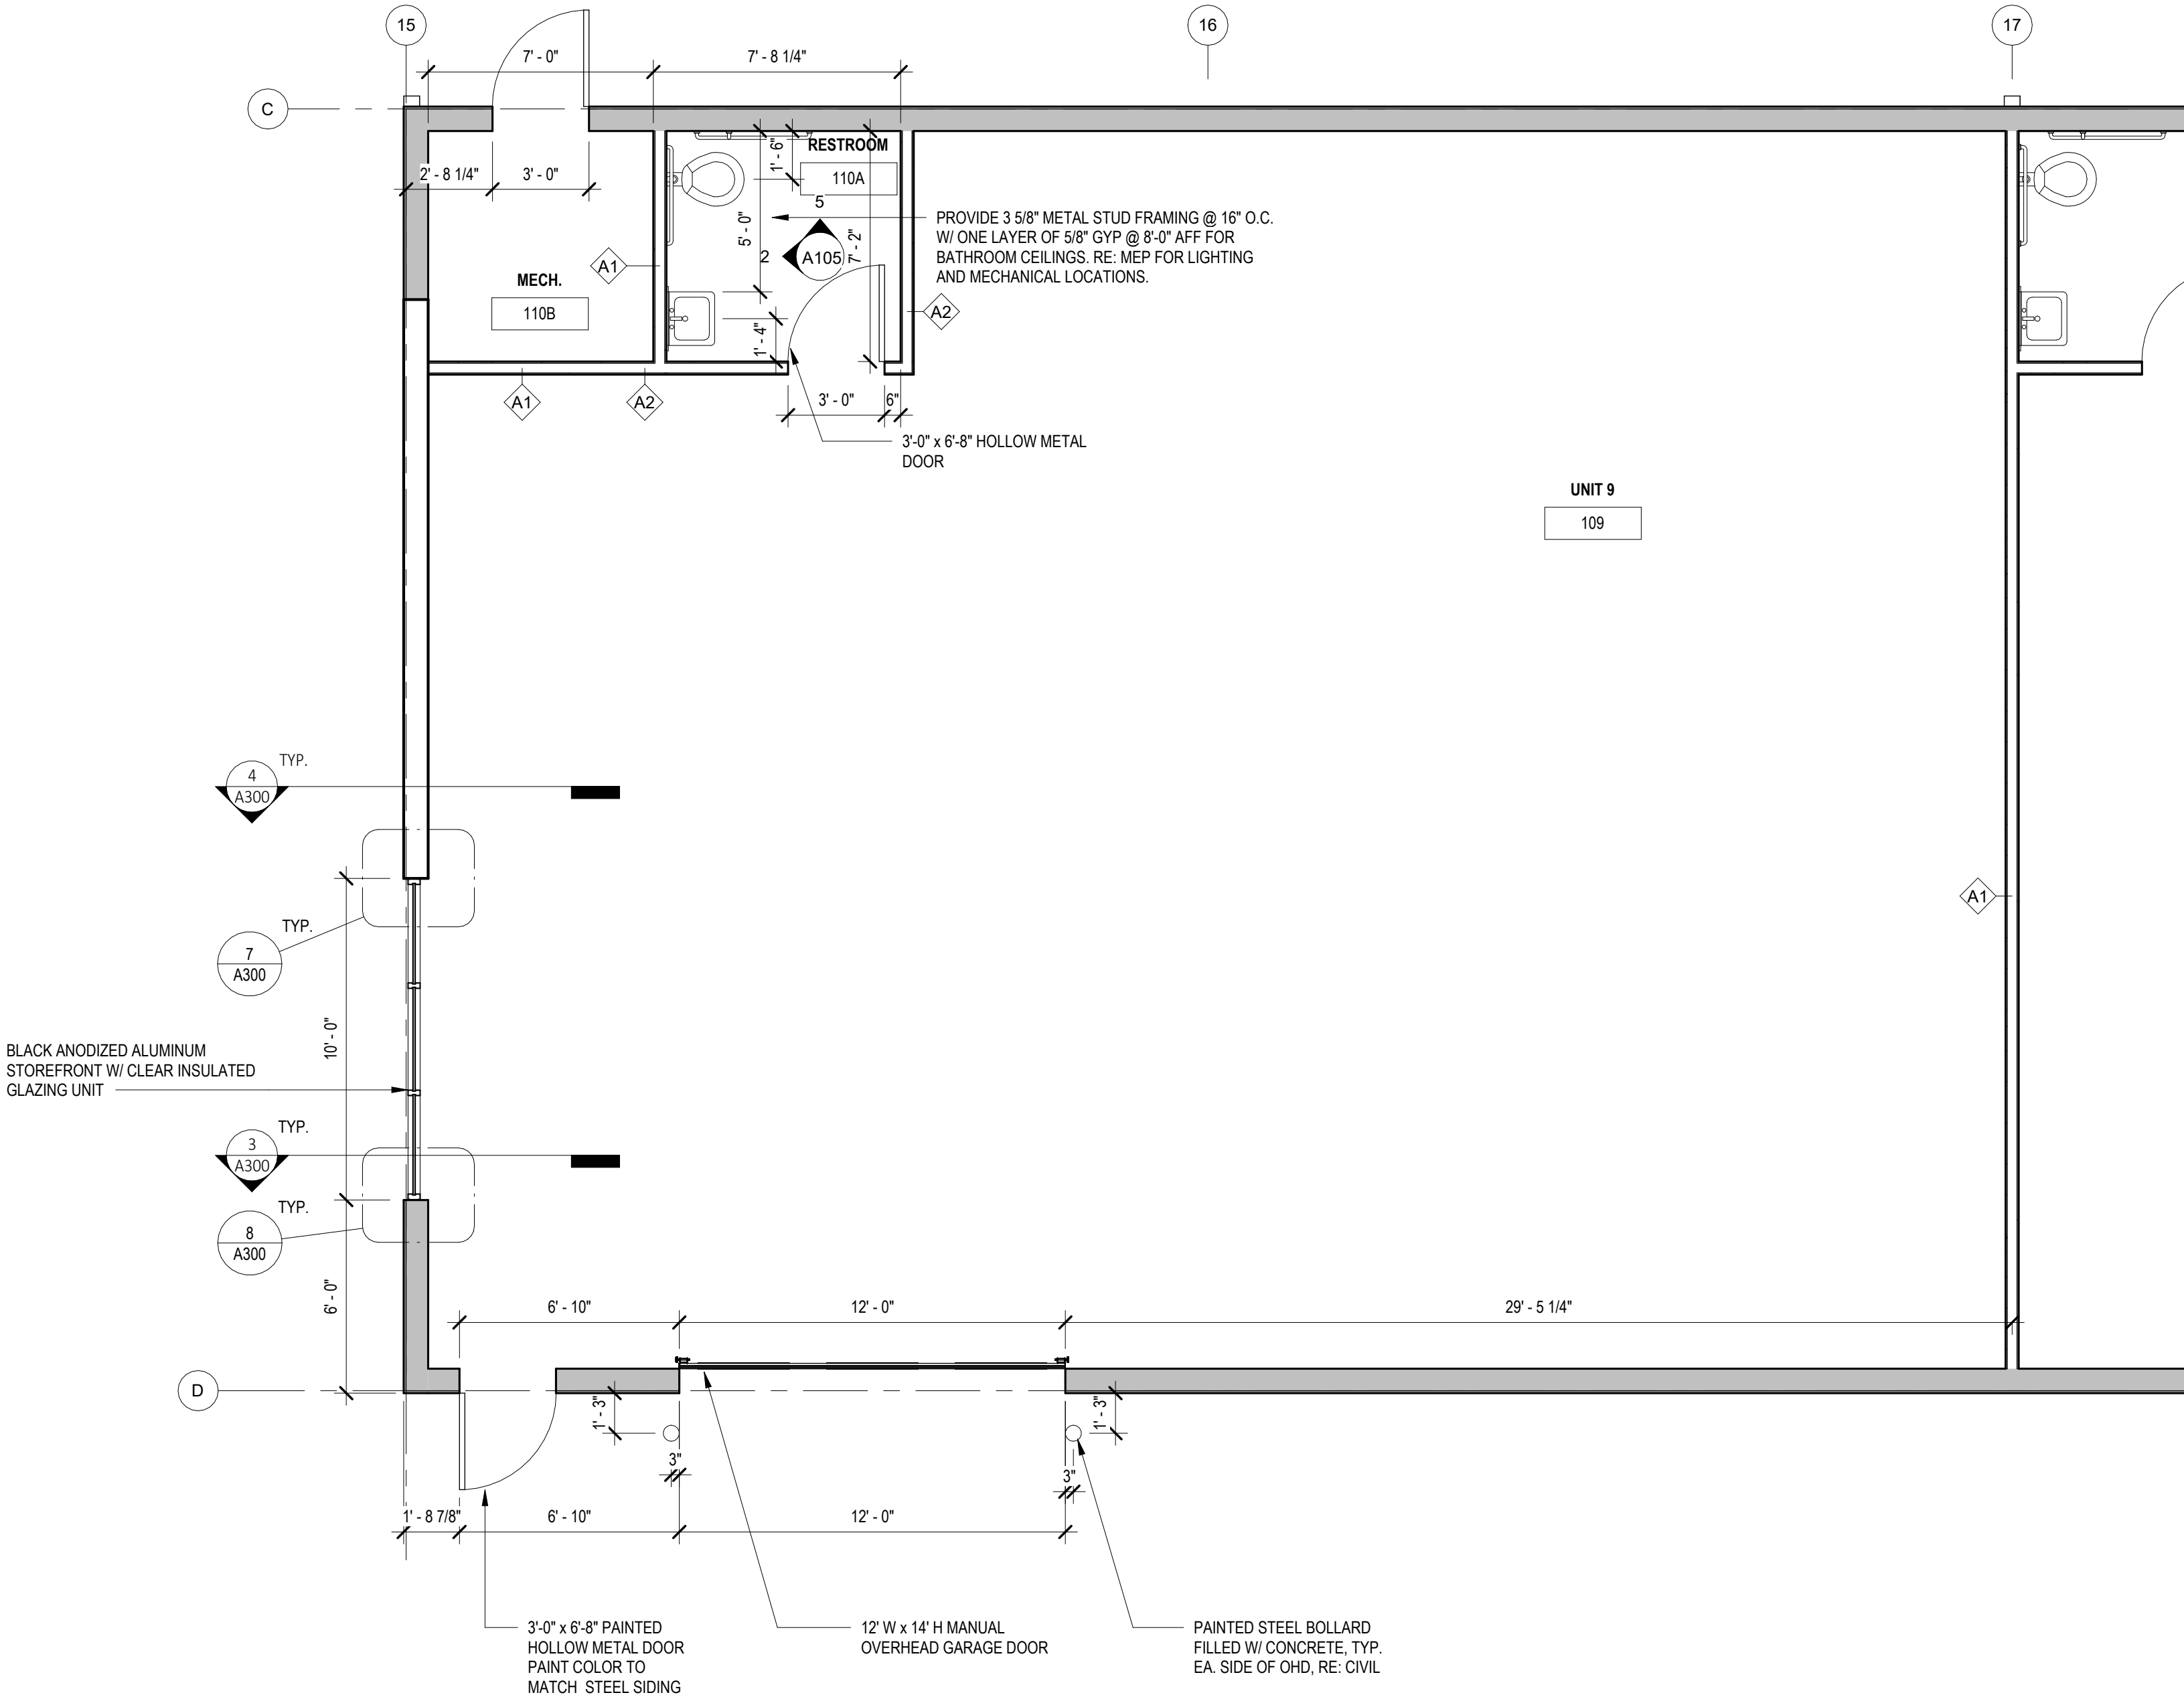 15
16
17
7' - 0"
7' - 8 1/4"
C
2' - 8 1/4"
3' - 0"
1' - 6"
RESTROOM
110A
5
2
A105
5' - 0"
7' - 2"
1' - 4"
PROVIDE 3 5/8" METAL STUD FRAMING @ 16" O.C.
W/ ONE LAYER OF 5/8" GYP @ 8'-0" AFF FOR
BATHROOM CEILINGS. RE: MEP FOR LIGHTING
AND MECHANICAL LOCATIONS.
A1
MECH.
110B
A2
A1
A2
3' - 0"
6"
3'-0" x 6'-8" HOLLOW METAL
DOOR
UNIT 9
109
TYP.
4
A300
A1
TYP.
7
A300
10' - 0"
BLACK ANODIZED ALUMINUM
STOREFRONT W/ CLEAR INSULATED
GLAZING UNIT
TYP.
3
A300
TYP.
8
A300
6' - 0"
6' - 10"
12' - 0"
29' - 5 1/4"
D
1' - 3"
1' - 3"
3"
3"
1' - 8 7/8"
6' - 10"
12' - 0"
3'-0" x 6'-8" PAINTED
HOLLOW METAL DOOR
PAINT COLOR TO
MATCH STEEL SIDING
12' W x 14' H MANUAL
OVERHEAD GARAGE DOOR
PAINTED STEEL BOLLARD
FILLED W/ CONCRETE, TYP.
EA. SIDE OF OHD, RE: CIVIL